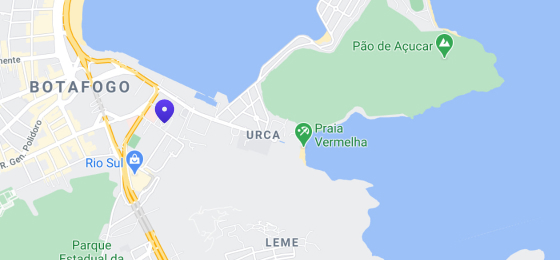 Pão de Açucar
mente
BOTAFOGO
R. Gen. Polidoro
URCA
Praia
Vermelha
Rio Sul
LEME
Parque
Estadual da